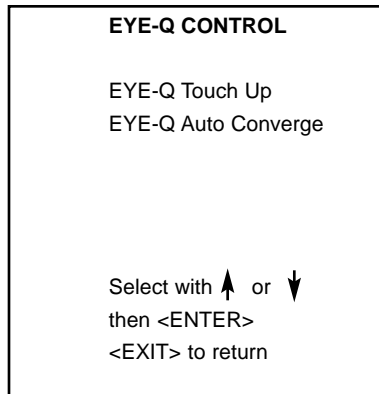 EYE-Q CONTROL
EYE-Q Touch Up
EYE-Q Auto Converge
Select with ↑ or ↓
then <ENTER>
<EXIT> to return